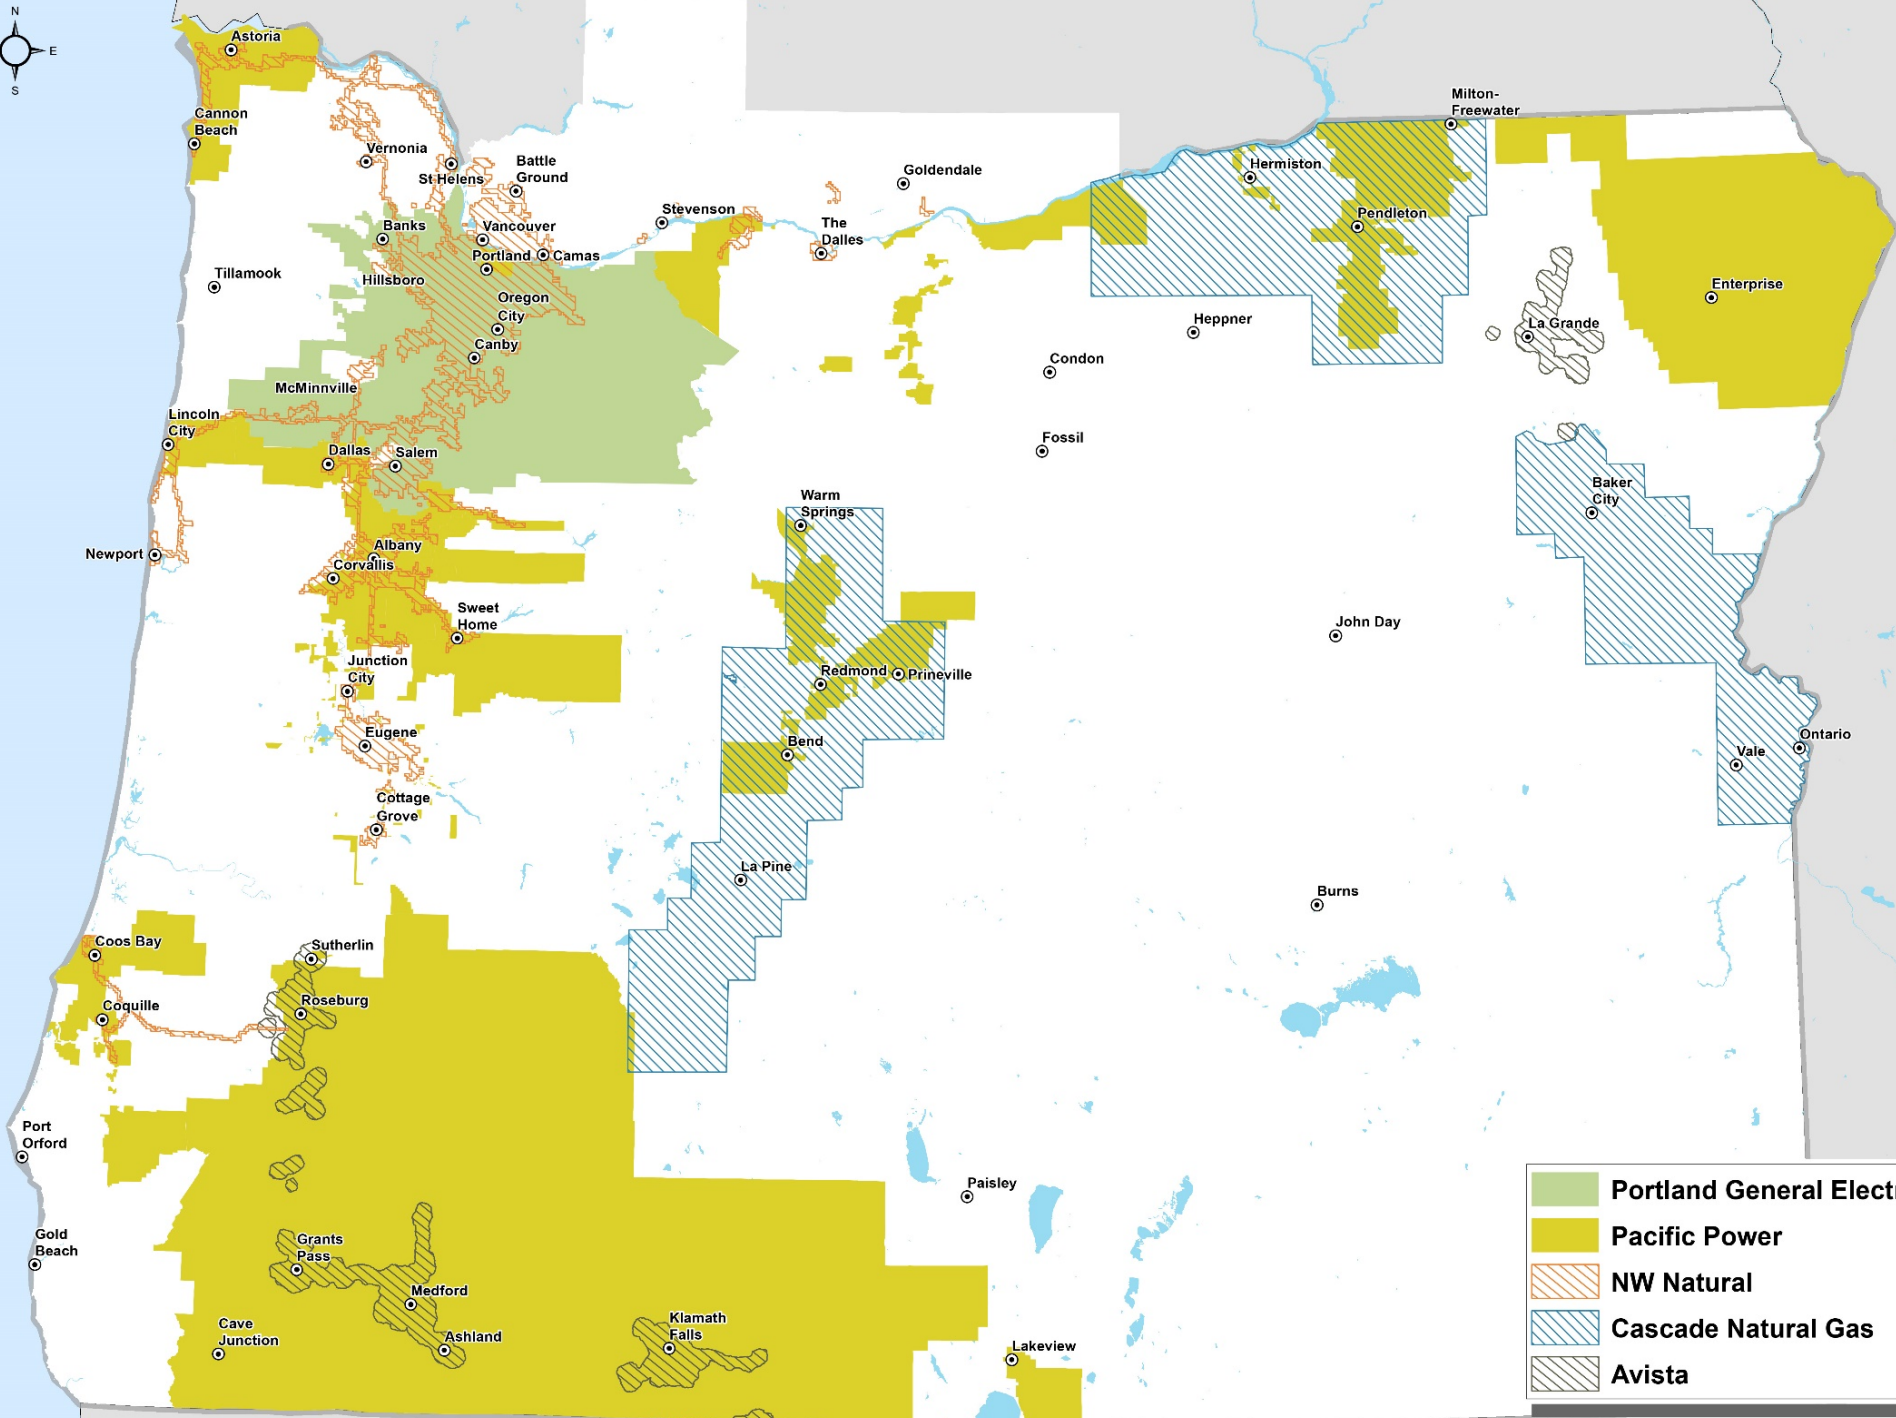 N
E
S
Astoria
Cannon
Beach
Milton-
Freewater
Vernonia
St Helens
Battle
Ground
Goldendale
Hermiston
Stevenson
Pendleton
Banks
Vancouver
The
Dalles
Portland
Camas
Tillamook
Hillsboro
Oregon
City
Enterprise
Heppner
La Grande
Canby
Condon
McMinnville
Lincoln
City
Fossil
Dallas
Salem
Baker
City
Warm
Springs
Newport
Albany
Corvallis
Sweet
Home
John Day
Junction
City
Redmond
Prineville
Eugene
Bend
Ontario
Vale
Cottage
Grove
La Pine
Burns
Coos Bay
Sutherlin
Coquille
Roseburg
Port
Orford
Paisley
Gold
Beach
Grants
Pass
Medford
Cave
Junction
Ashland
Klamath
Falls
Lakeview
Portland General Electr
Pacific Power
NW Natural
Cascade Natural Gas
Avista